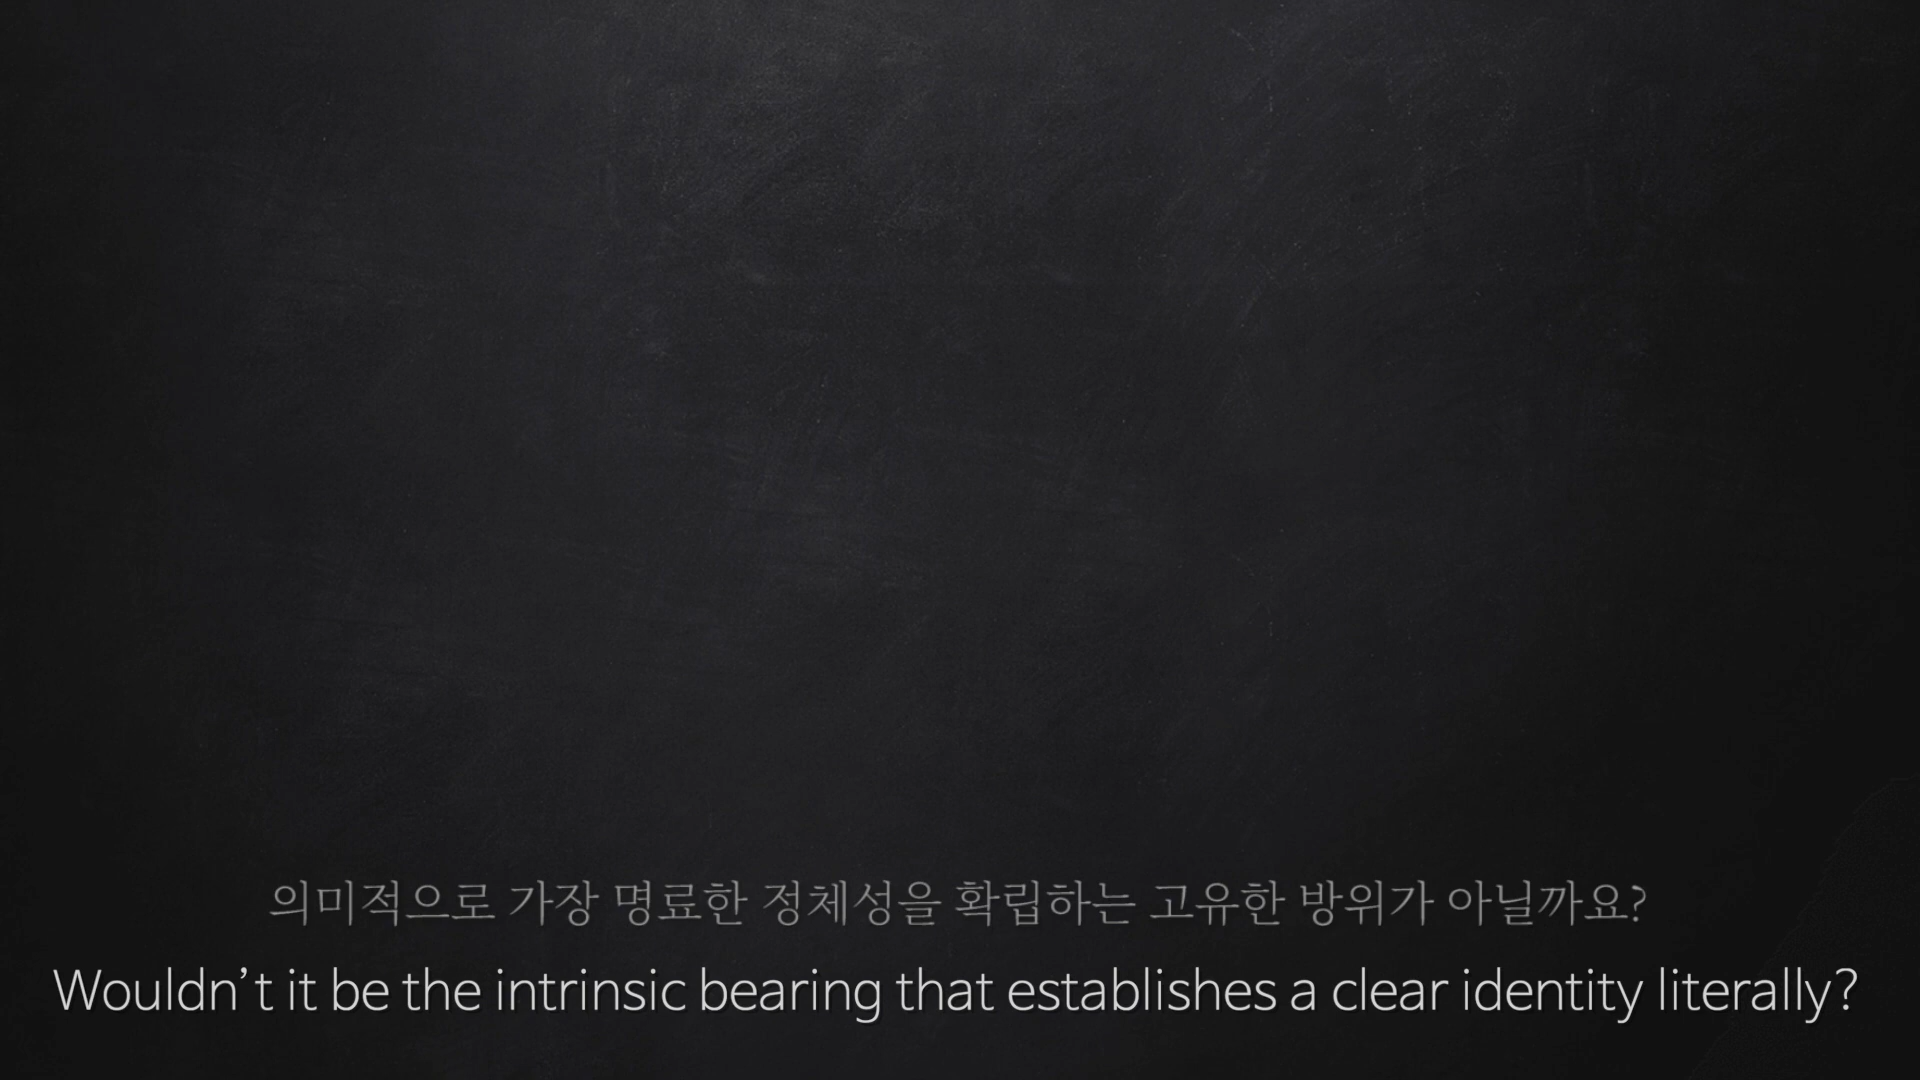 의미적으로 가장 명료한 정체성을 확립하는 고유한 방위가 아닐까요?
Wouldn’t it be the intrinsic bearing that establishes a clear identity literally?